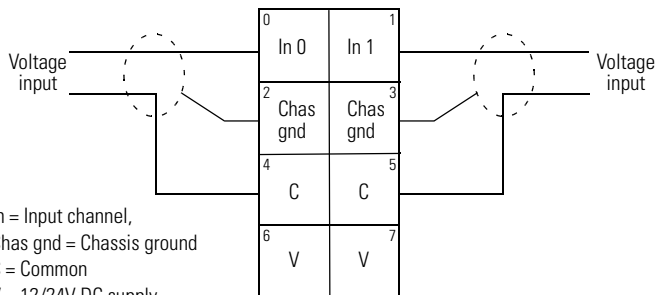 0 1
In 0 In 1
Voltage input
Voltage input
2 3
Chas gnd
Chas gnd
4 5
C C
= Input channel,
has gnd = Chassis ground
= Common
6 7
V V
12/24V DC supply